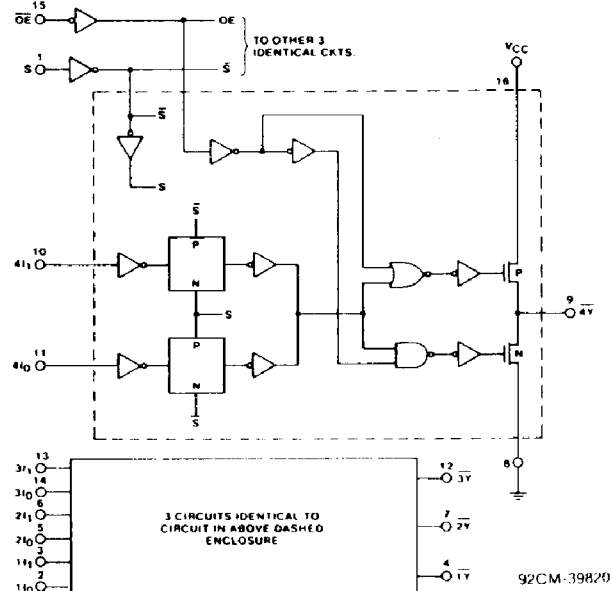 15
OE
OE
TO OTHER 3
IDENTICAL CKTS.
1
S
S̅
VCC
16
S̅
S
S̅
P
N
10
4I1
S
P
N
11
4I0
S̅
P
9
4Y
N
8
13
3I1
14
3I0
6
2I1
5
2I0
3
1I1
2
1I0
3 CIRCUITS IDENTICAL TO
CIRCUIT IN ABOVE DASHED
ENCLOSURE
12
3Y
7
2Y
4
1Y
92CM-39820